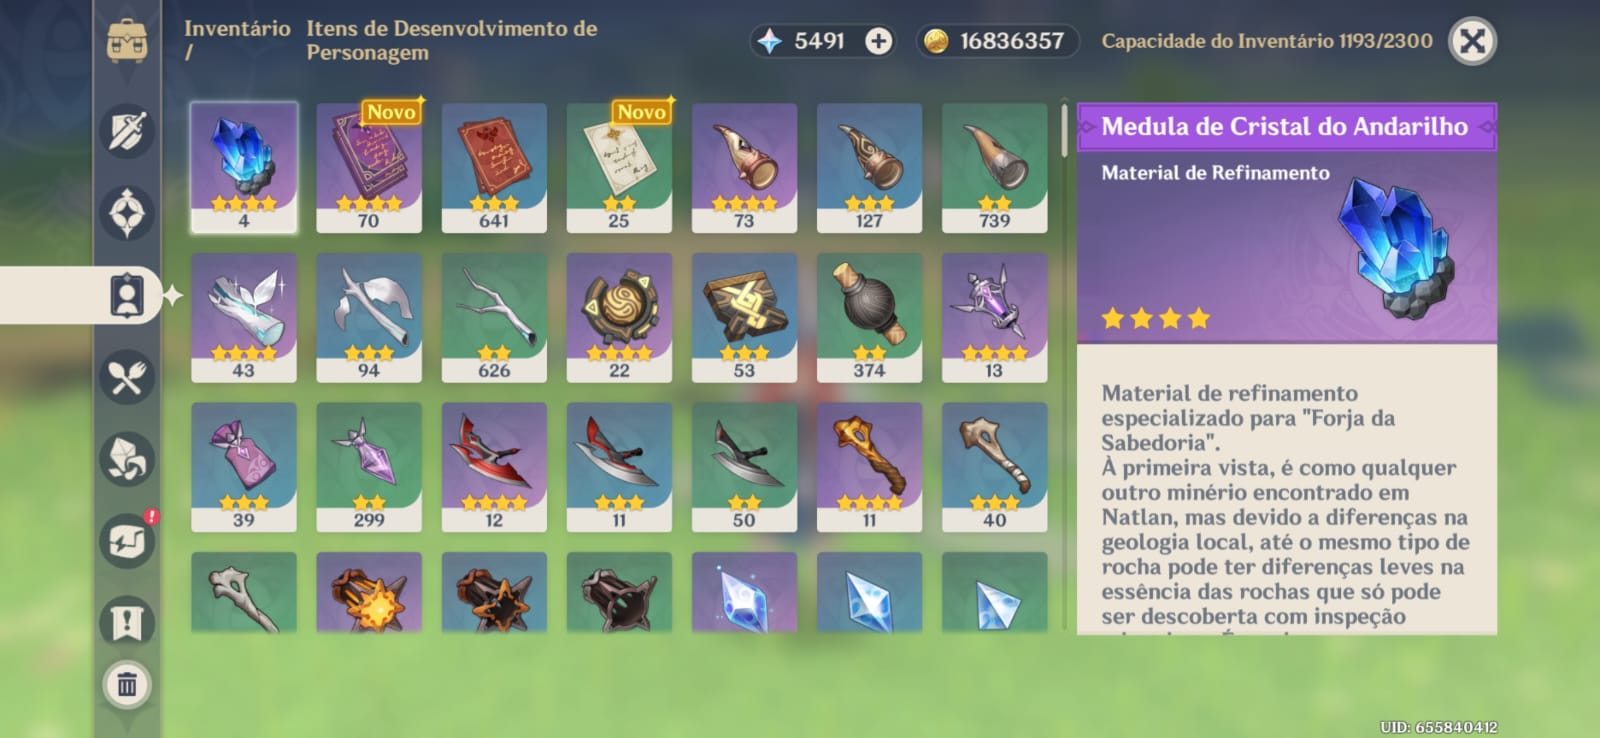 Inventário
/
Itens de Desenvolvimento de
Personagem
5491
16836357
Capacidade do Inventário 1193/2300
Novo
Novo
4
70
641
25
73
127
739
43
94
626
22
53
374
13
39
299
12
11
50
11
40
Medula de Cristal do Andarilho
Material de Refinamento
Material de refinamento
especializado para "Forja da
Sabedoria".
À primeira vista, é como qualquer
outro minério encontrado em
Natlan, mas devido a diferenças na
geologia local, até o mesmo tipo de
rocha pode ter diferenças leves na
essência das rochas que só pode
ser descoberta com inspeção
UID: 655840412